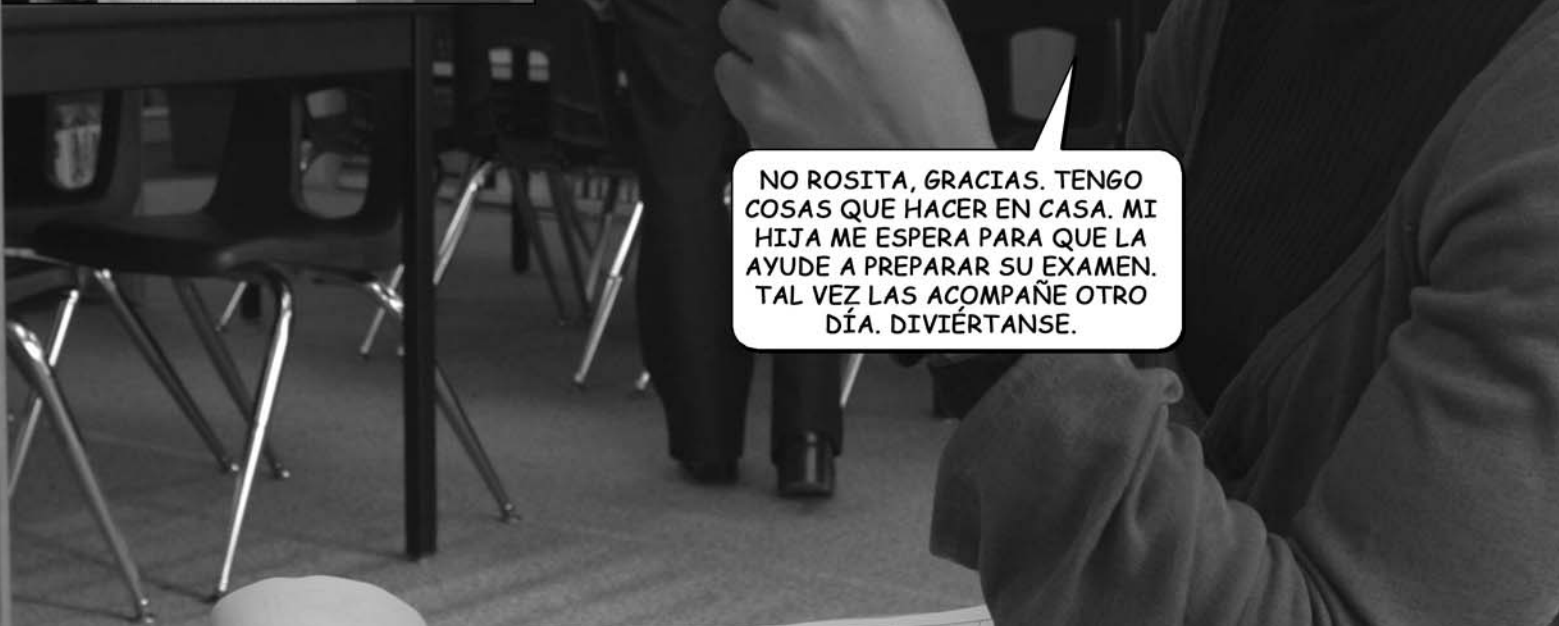 NO ROSITA, GRACIAS. TENGO
COSAS QUE HACER EN CASA. MI
HIJA ME ESPERA PARA QUE LA
AYUDE A PREPARAR SU EXAMEN.
TAL VEZ LAS ACOMPAÑE OTRO
DÍA. DIVIÉRTANSE.